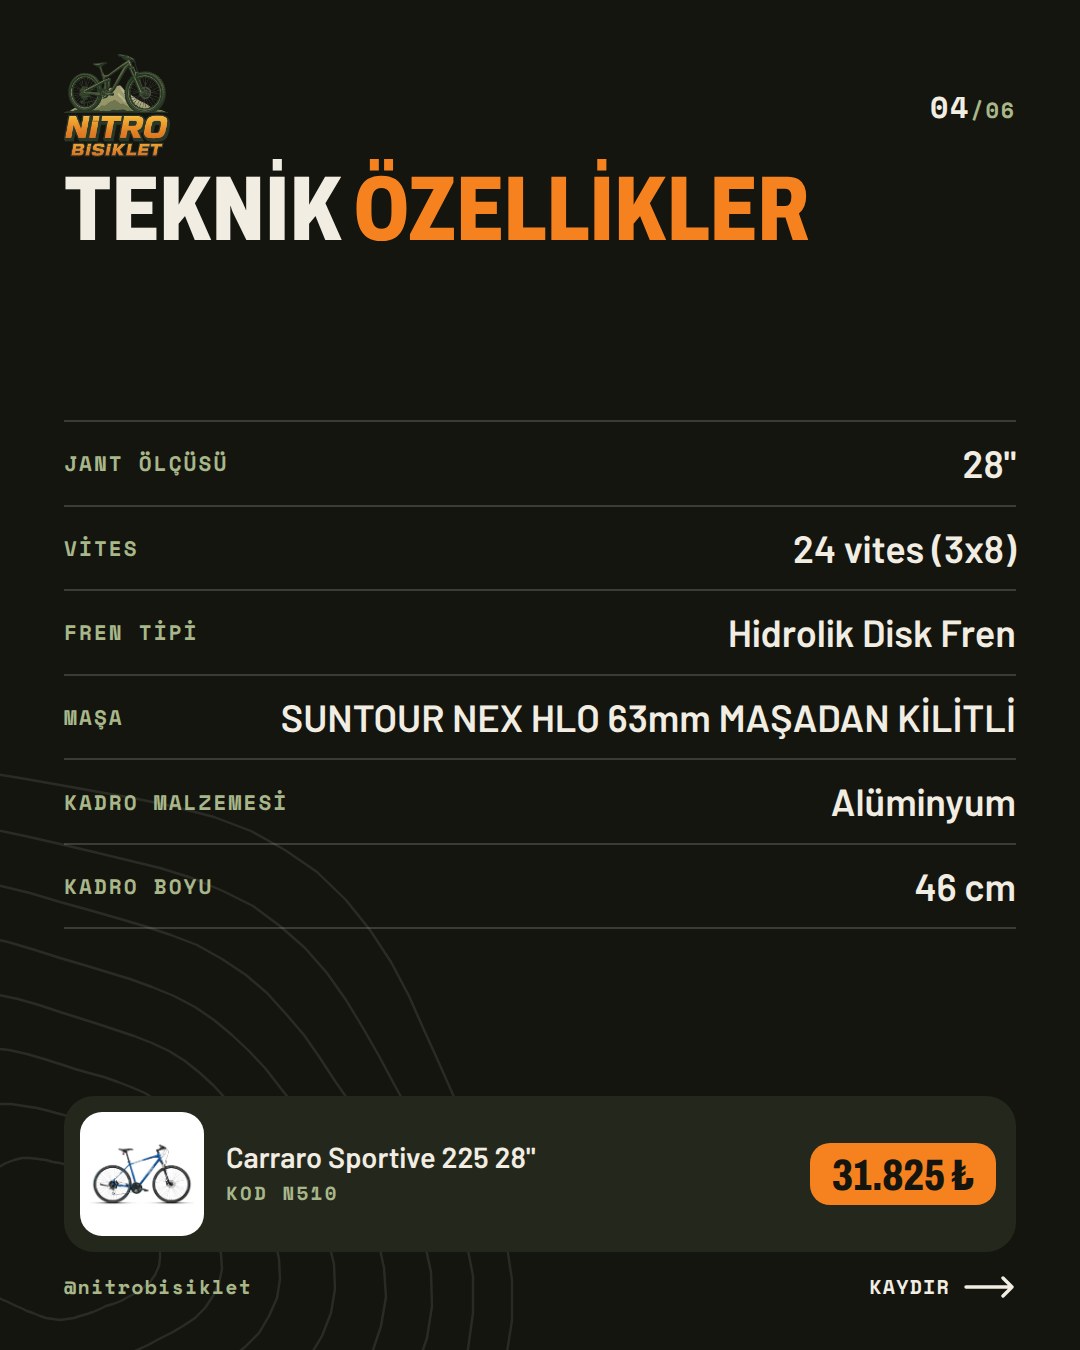 NiTRO
BISIKLET
04/06
TEKNİK ÖZELLİKLER
JANT ÖLÇÜSÜ 28"
VİTES 24 vites (3x8)
FREN TİPİ Hidrolik Disk Fren
MAŞA SUNTOUR NEX HLO 63mm MAŞADAN KİLİTLİ
KADRO MALZEMESİ Alüminyum
KADRO BOYU 46 cm
Carraro Sportive 225 28"
KOD N510
31.825 ₺
@nitrobisiklet
KAYDIR